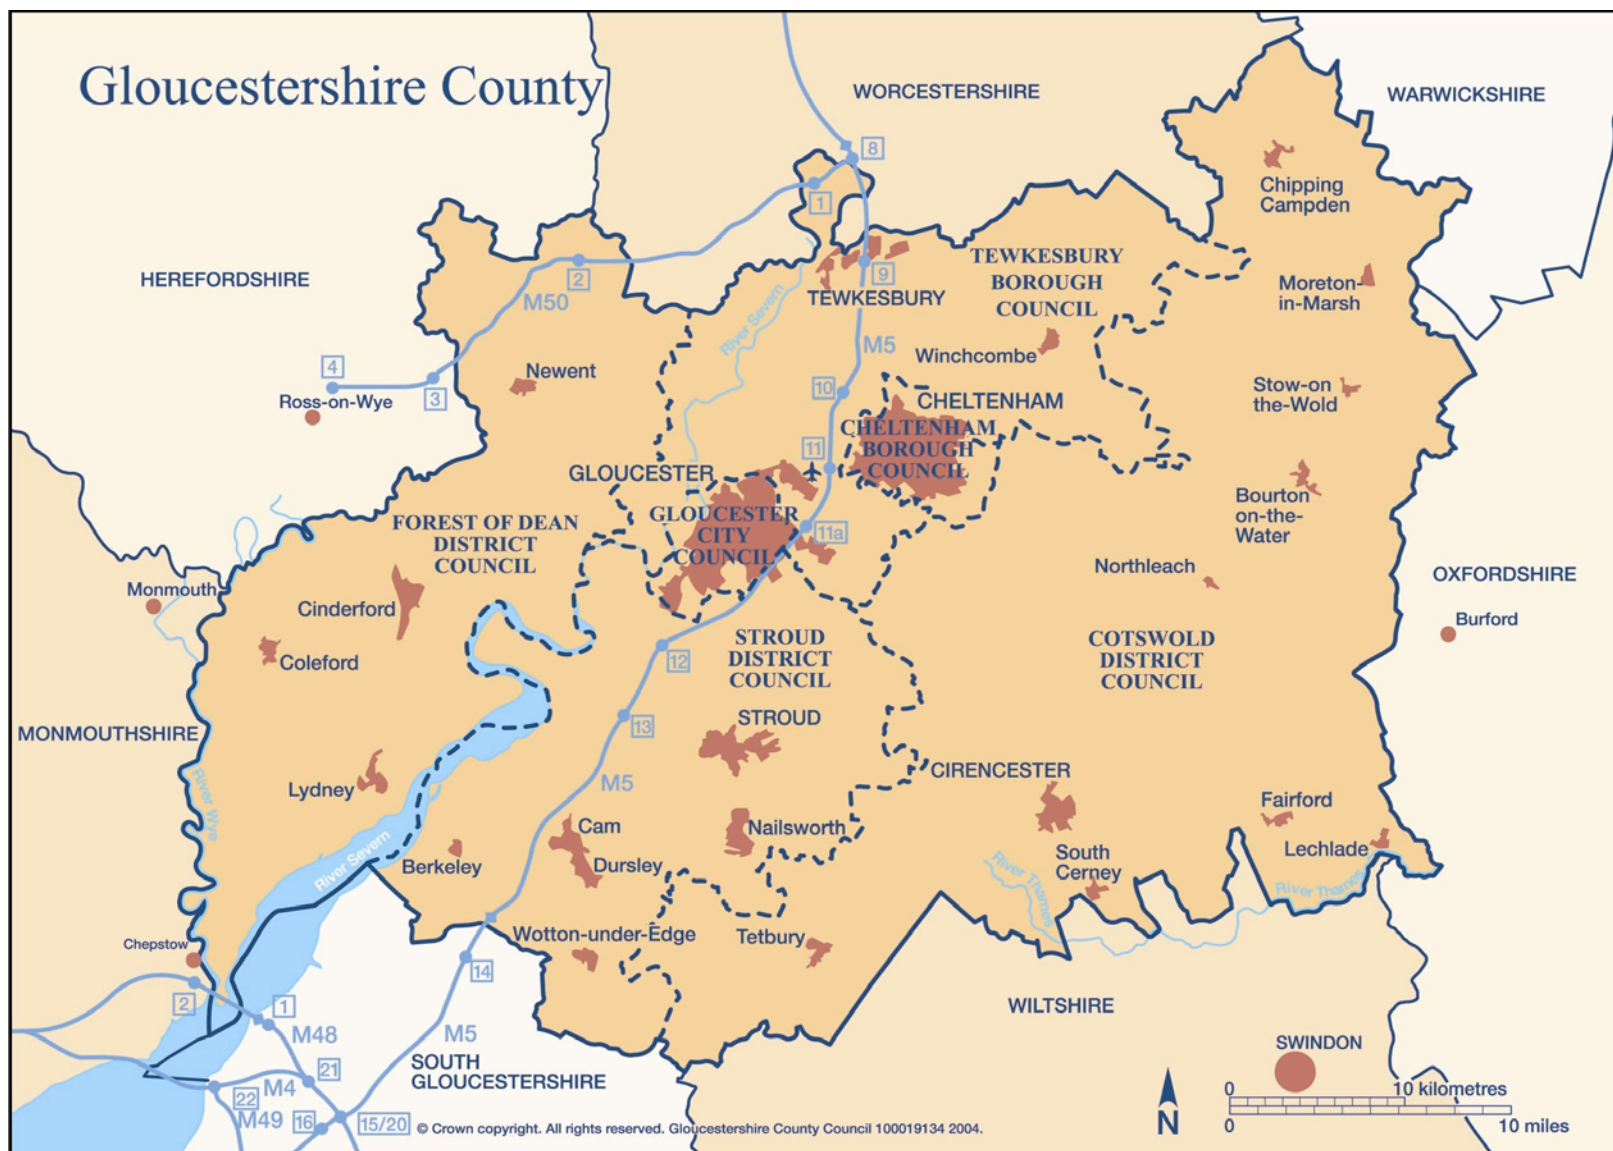 Gloucestershire County
WORCESTERSHIRE
WARWICKSHIRE
8
1
Chipping
Campden
HEREFORDSHIRE
2
M50
9
TEWKESBURY
TEWKESBURY
BOROUGH
COUNCIL
Moreton-
in-Marsh
River Severn
M5
Winchcombe
4
3
Ross-on-Wye
Newent
10
CHELTENHAM
Stow-on
the-Wold
CHELTENHAM
BOROUGH
COUNCIL
11
GLOUCESTER
Bourton
on-the-
Water
FOREST OF DEAN
DISTRICT
COUNCIL
GLOUCESTER
CITY
COUNCIL
11a
Northleach
OXFORDSHIRE
Monmouth
Cinderford
Burford
Coleford
12
STROUD
DISTRICT
COUNCIL
COTSWOLD
DISTRICT
COUNCIL
MONMOUTHSHIRE
13
STROUD
River Wye
Lydney
M5
CIRENCESTER
Fairford
Cam
Nailsworth
River Severn
Berkeley
Dursley
South
Cerney
Lechlade
River Thames
River Thames
Chepstow
Wotton-under-Edge
Tetbury
14
2
1
M48
M5
WILTSHIRE
SOUTH
GLOUCESTERSHIRE
21
M4
22
M49
16
15/20
SWINDON
0
10 kilometres
N
0
10 miles
© Crown copyright. All rights reserved. Gloucestershire County Council 100019134 2004.